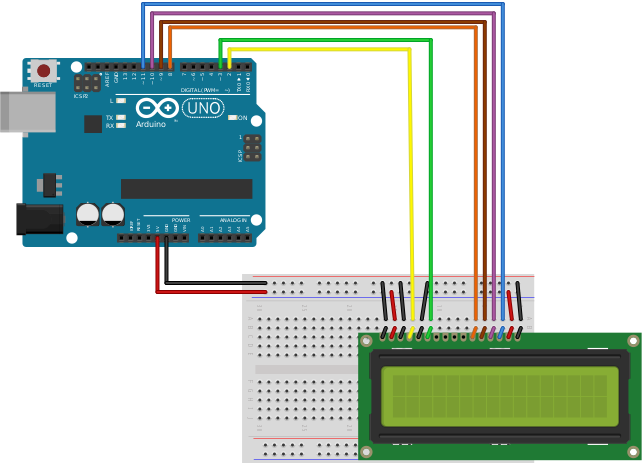 RESET
ICSP2
AREF
GND
13
12
~11
~10
~9
8
7
~6
~5
4
~3
2
TX0▶1
RX0◀0
DIGITAL (PWM= ~)
L
TX
RX
UNO
Arduino
ON
ICSP
1
POWER
ANALOG IN
IOREF
RESET
3V3
5V
GND
GND
VIN
A0
A1
A2
A3
A4
A5